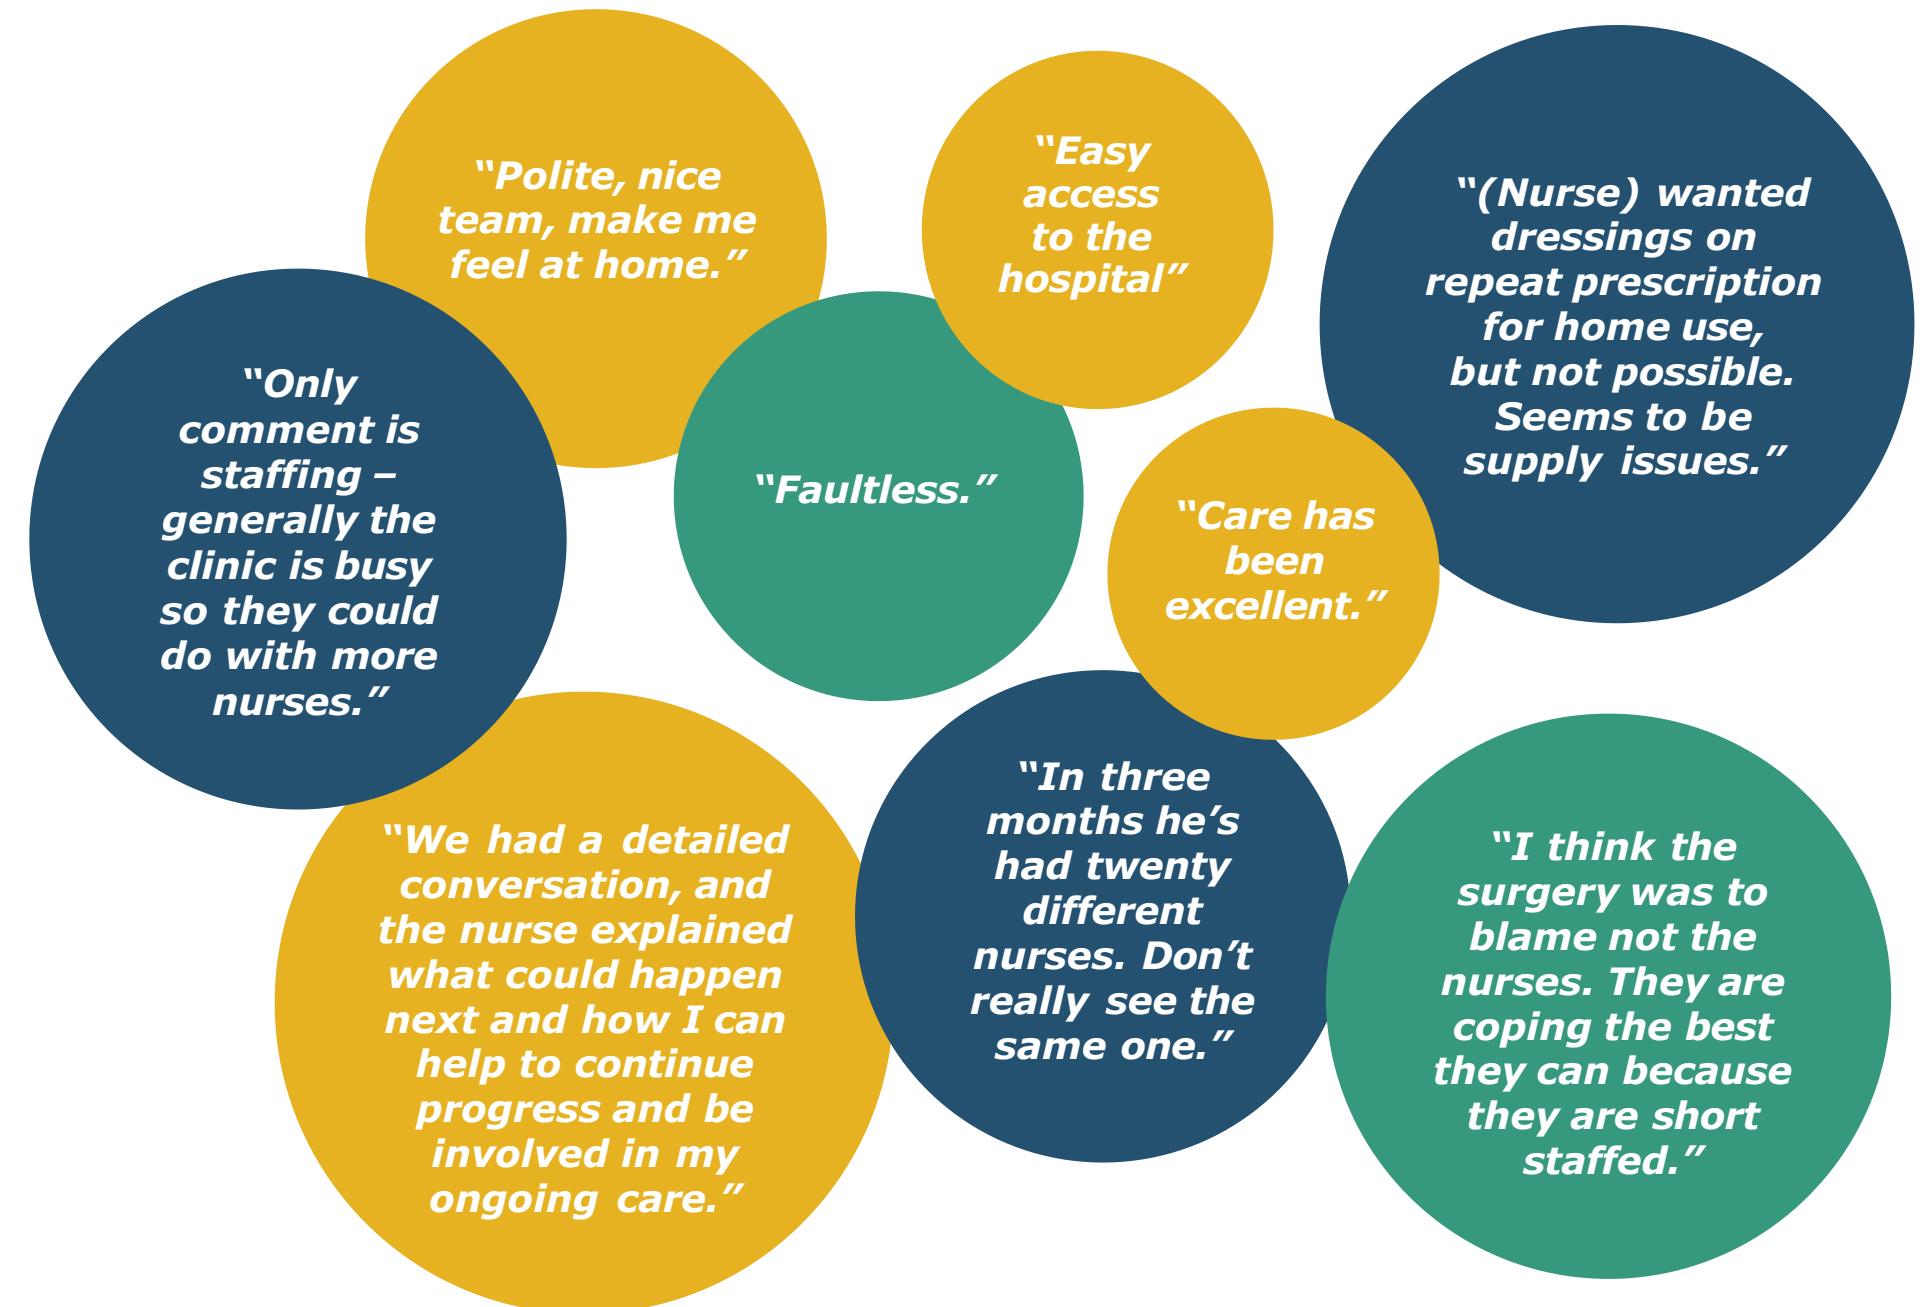 “Polite, nice
team, make me
feel at home.”
“Easy
access
to the
hospital”
“(Nurse) wanted
dressings on
repeat prescription
for home use,
but not possible.
Seems to be
supply issues.”
“Only
comment is
staffing –
generally the
clinic is busy
so they could
do with more
nurses.”
“Faultless.”
“Care has
been
excellent.”
“We had a detailed
conversation, and
the nurse explained
what could happen
next and how I can
help to continue
progress and be
involved in my
ongoing care.”
“In three
months he’s
had twenty
different
nurses. Don’t
really see the
same one.”
“I think the
surgery was to
blame not the
nurses. They are
coping the best
they can because
they are short
staffed.”